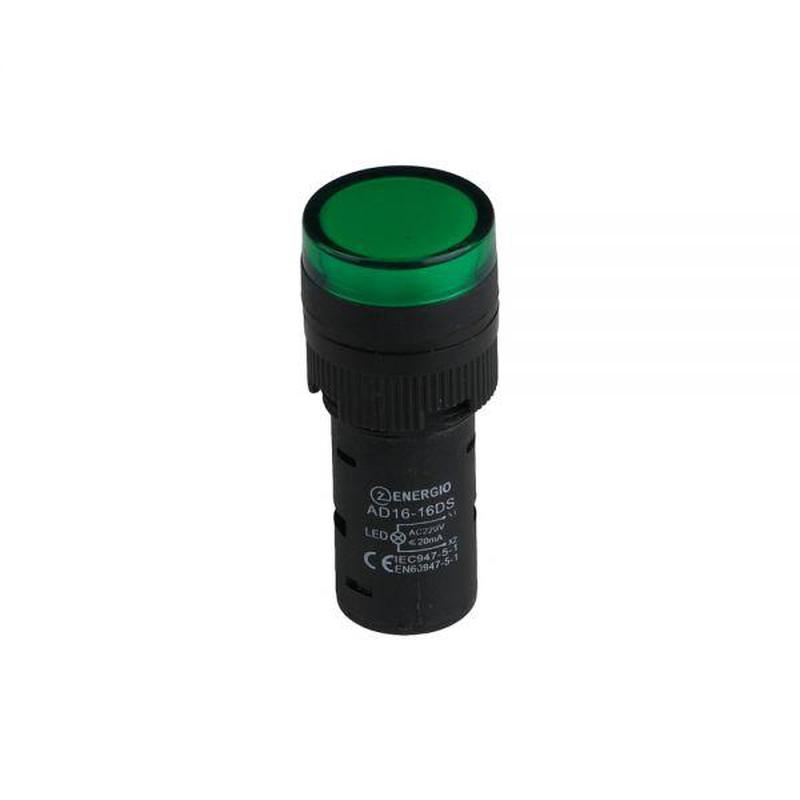 ENERGIO
AD16-16DS
X1
LED AC220V
≤20mA
X2
CE IEC947-5-1
EN60947-5-1